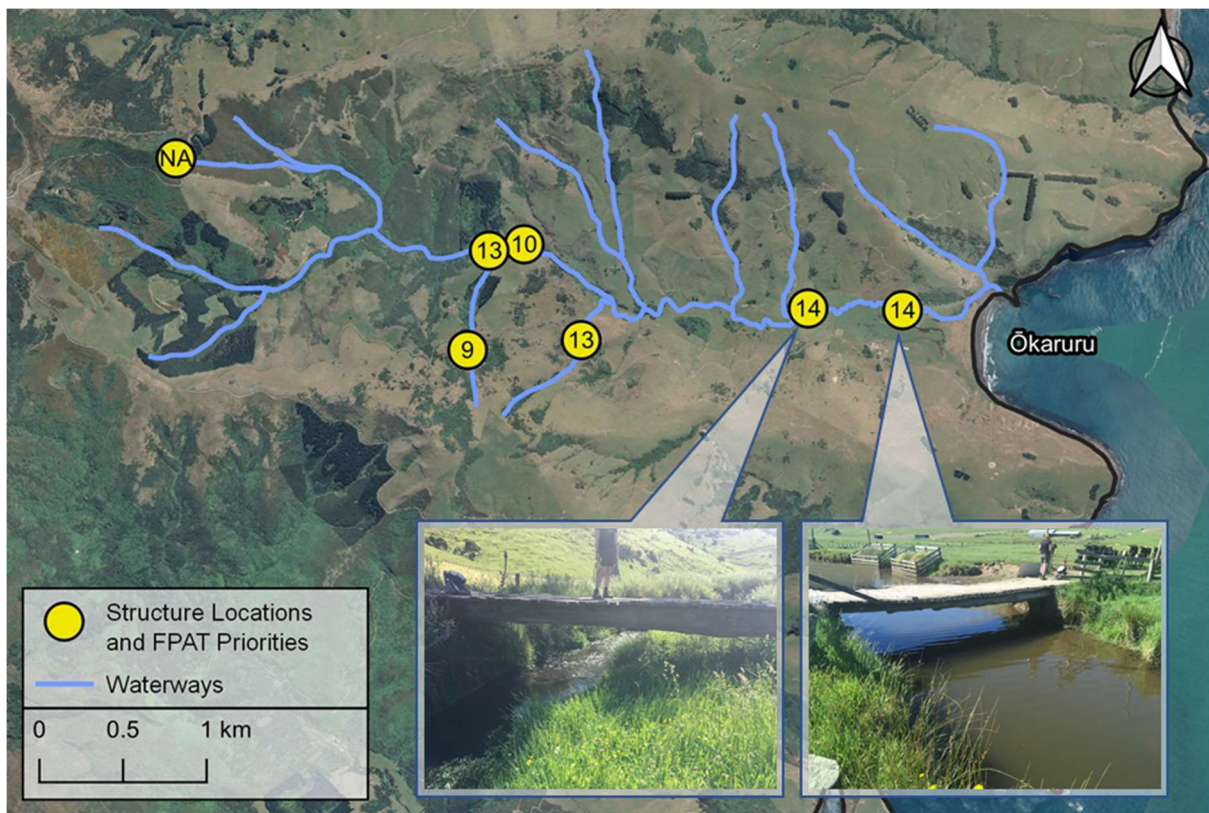 NA
13
10
9
13
14
14
Ōkaruru
Structure Locations
and FPAT Priorities
Waterways
0 0.5 1 km